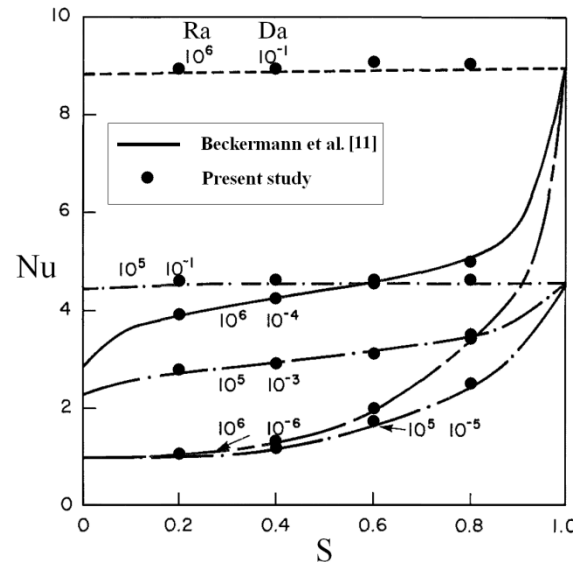 10
Ra Da
10^6 10^-1
8
Beckermann et al. [11]
Present study
6
Nu
10^5 10^-1
4
10^6 10^-4
10^5 10^-3
2
10^6 10^-6
10^5 10^-5
0
0 0.2 0.4 0.6 0.8 1.0
S